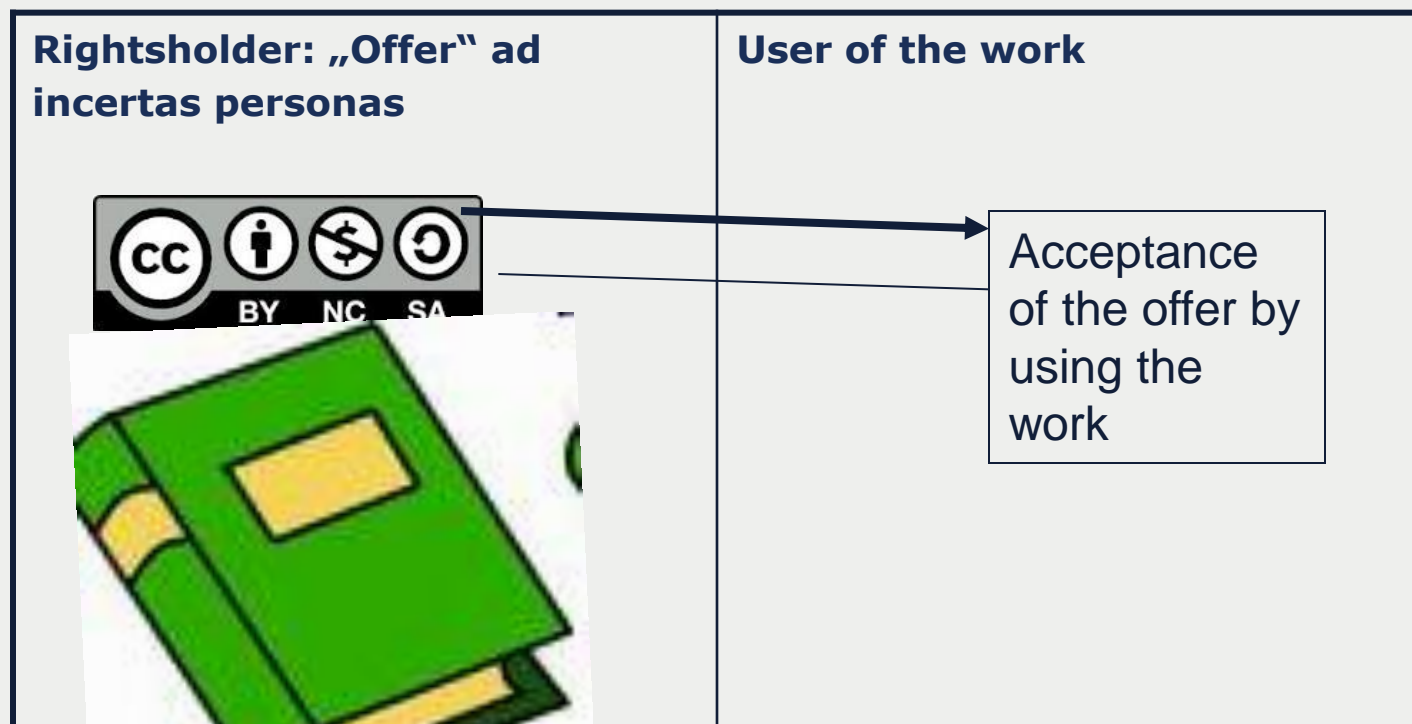 Rightsholder: „Offer‟ ad
incertas personas
User of the work
cc
BY NC SA
Acceptance
of the offer by
using the
work